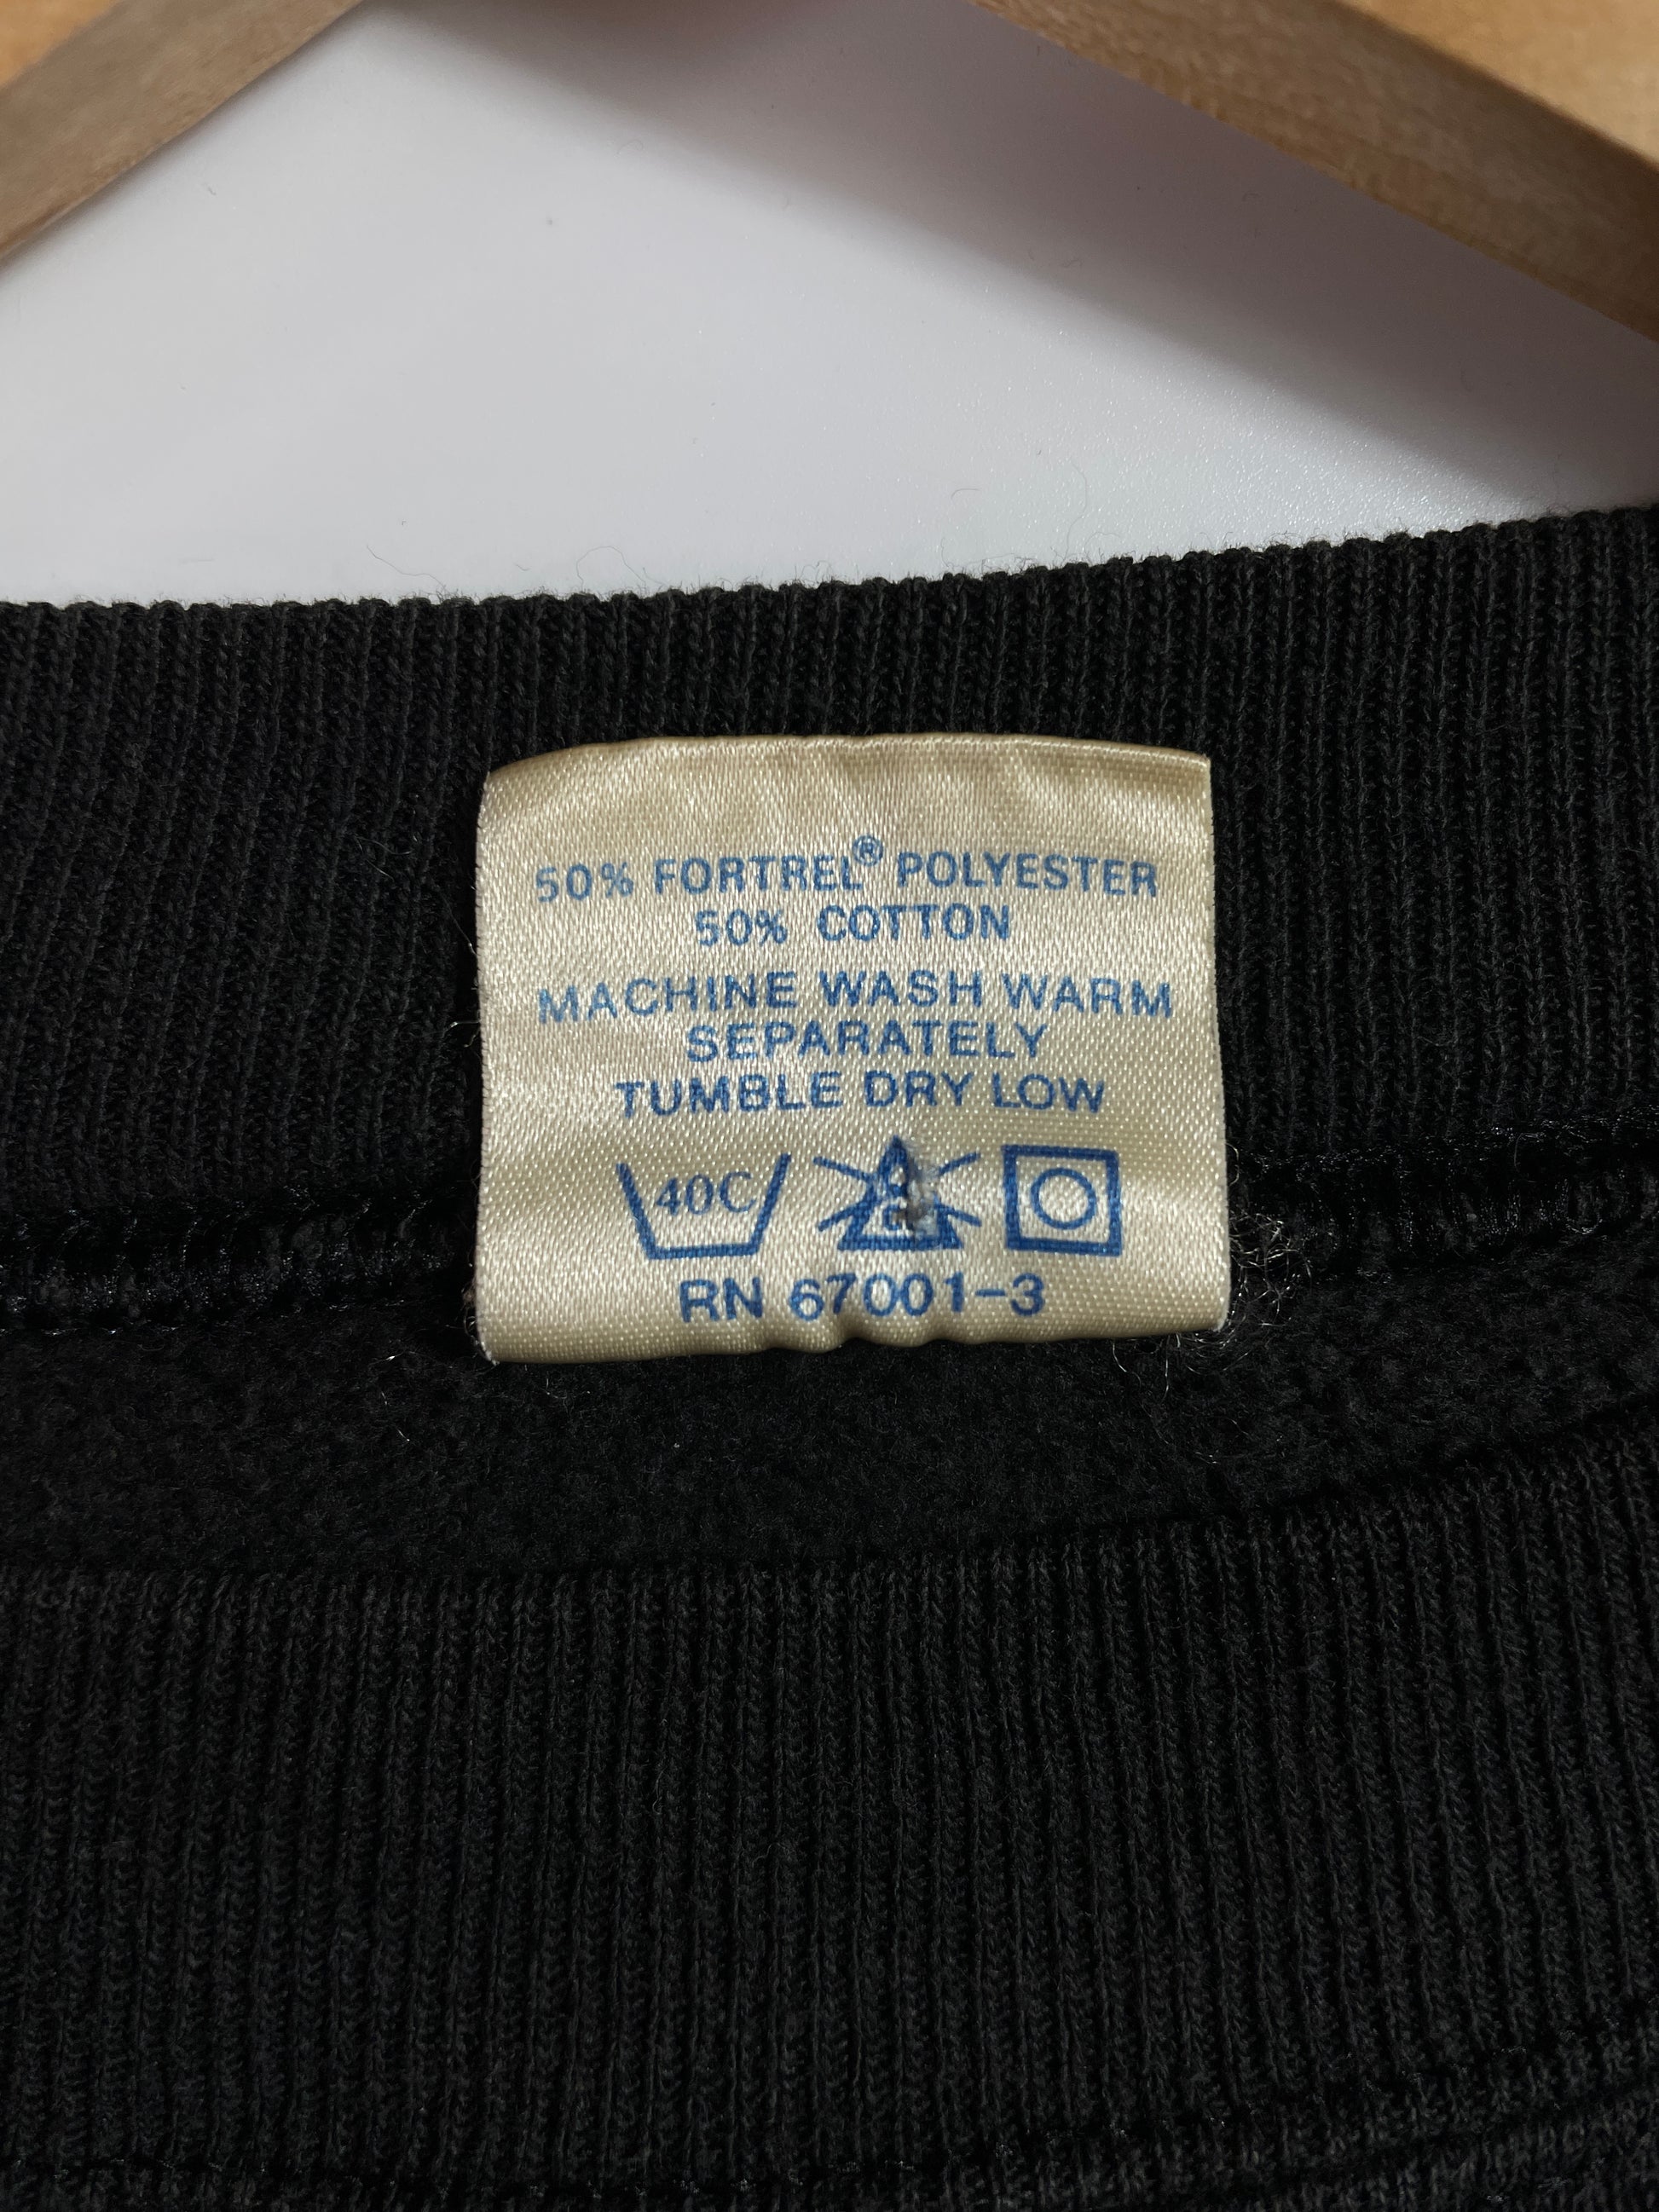 50% FORTREL® POLYESTER
50% COTTON
MACHINE WASH WARM
SEPARATELY
TUMBLE DRY LOW
40C
RN 67001-3